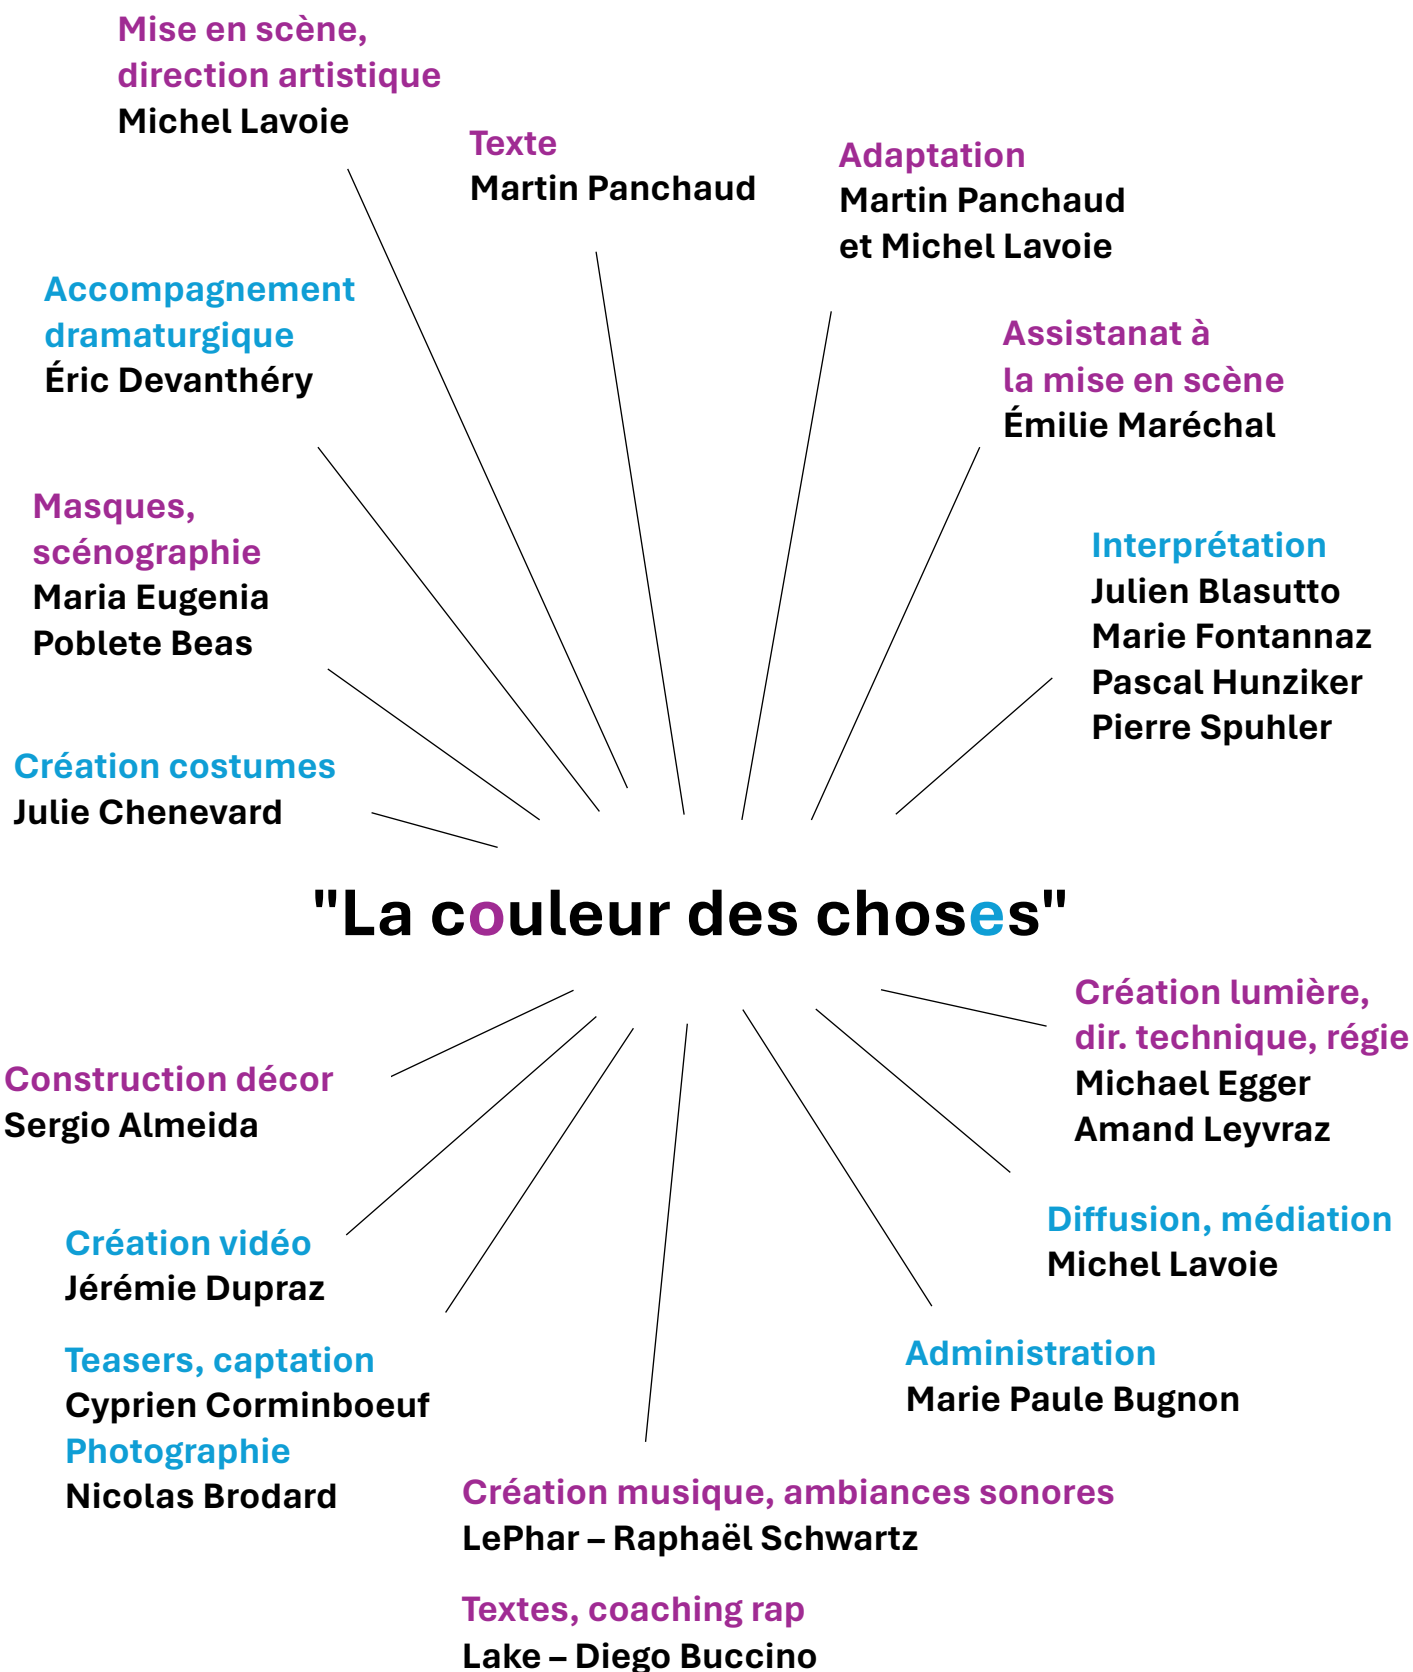 Mise en scène,
direction artistique
Michel Lavoie
Texte
Martin Panchaud
Adaptation
Martin Panchaud
et Michel Lavoie
Accompagnement
dramaturgique
Éric Devanthéry
Assistanat à
la mise en scène
Émilie Maréchal
Masques,
scénographie
Maria Eugenia
Poblete Beas
Interprétation
Julien Blasutto
Marie Fontannaz
Pascal Hunziker
Pierre Spuhler
Création costumes
Julie Chenevard
"La couleur des choses"
Création lumière,
dir. technique, régie
Michael Egger
Amand Leyvraz
Construction décor
Sergio Almeida
Diffusion, médiation
Michel Lavoie
Création vidéo
Jérémie Dupraz
Administration
Marie Paule Bugnon
Teasers, captation
Cyprien Corminboeuf
Photographie
Nicolas Brodard
Création musique, ambiances sonores
LePhar – Raphaël Schwartz
Textes, coaching rap
Lake – Diego Buccino